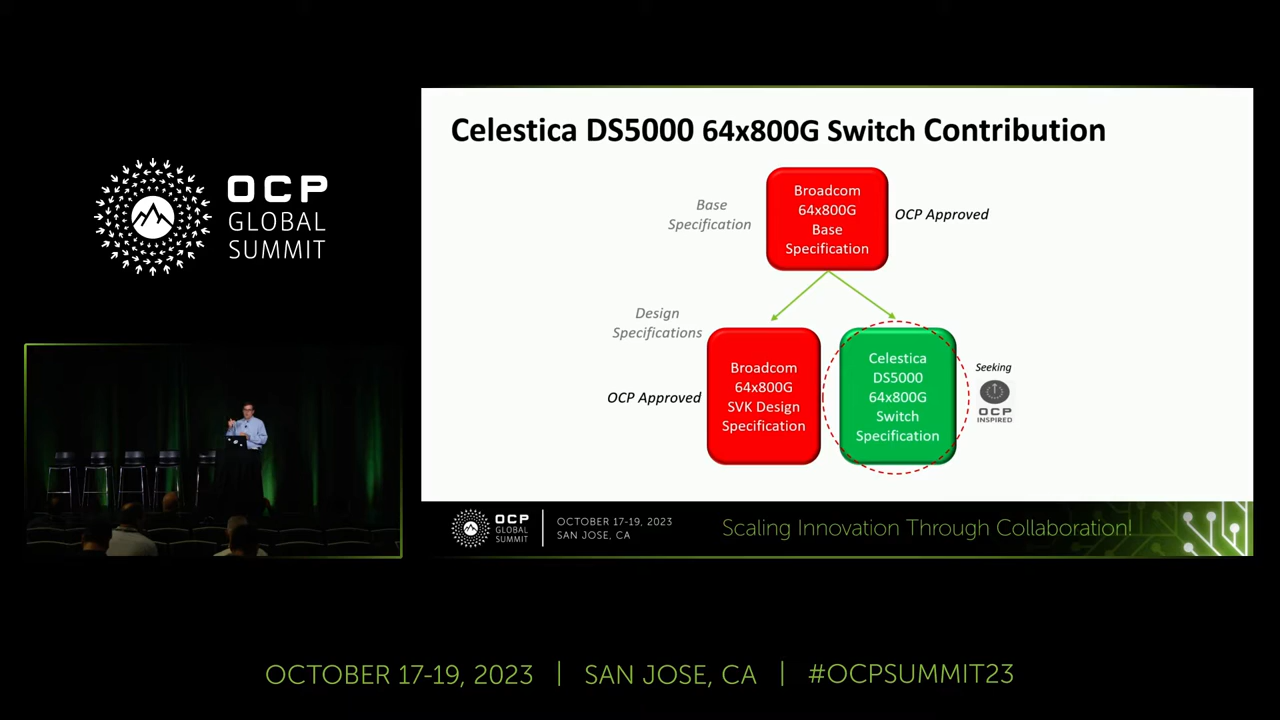 OCP
GLOBAL
SUMMIT
Celestica DS5000 64x800G Switch Contribution
Base
Specification
Broadcom
64x800G
Base
Specification
OCP Approved
Design
Specifications
OCP Approved
Broadcom
64x800G
SVK Design
Specification
Celestica
DS5000
64x800G
Switch
Specification
Seeking
OCP
INSPIRED
OCP
GLOBAL
SUMMIT
OCTOBER 17-19, 2023
SAN JOSE, CA
Scaling Innovation Through Collaboration!
OCTOBER 17-19, 2023 | SAN JOSE, CA | #OCPSUMMIT23